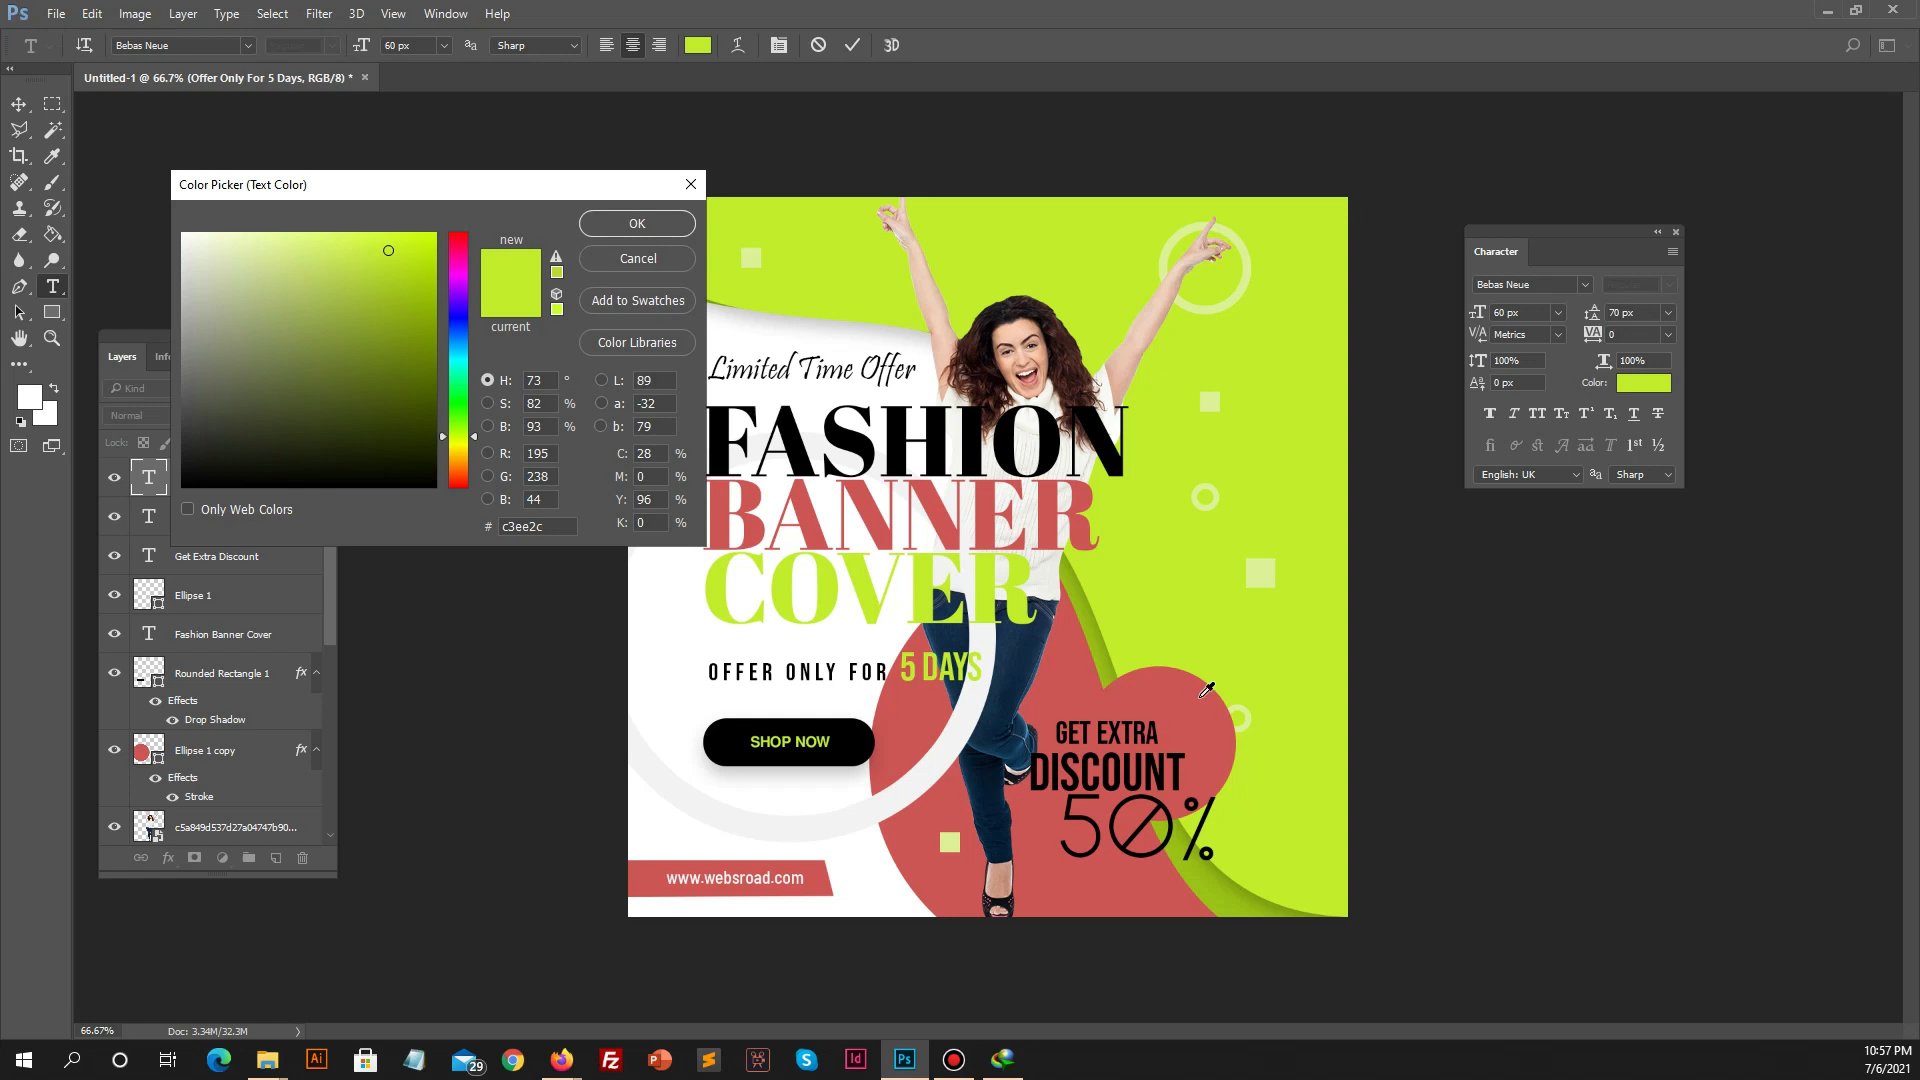 Ps File Edit Image Layer Type Select Filter 3D View Window Help
T Bebas Neue 60 px Sharp 3D
Untitled-1 @ 66.7% (Offer Only For 5 Days, RGB/8) * ×
Color Picker (Text Color)
new
current
OK
Cancel
Add to Swatches
Color Libraries
H: 73 °
S: 82 %
B: 93 %
R: 195
G: 238
B: 44
# c3ee2c
L: 89
a: -32
b: 79
C: 28 %
M: 0 %
Y: 96 %
K: 0 %
Only Web Colors
Layers Info
Kind
Normal
Lock:
Get Extra Discount
Ellipse 1
Fashion Banner Cover
Rounded Rectangle 1 fx
Effects
Drop Shadow
Ellipse 1 copy fx
Effects
Stroke
c5a849d537d27a04747b90...
Limited Time Offer
FASHION
BANNER
COVER
OFFER ONLY FOR 5 DAYS
SHOP NOW
GET EXTRA
DISCOUNT
50%
www.websroad.com
Character
Bebas Neue
60 px 70 px
Metrics 0
100% 100%
0 px Color:
English: UK Sharp
66.67% Doc: 3.34M/32.3M
29
10:57 PM
7/6/2021